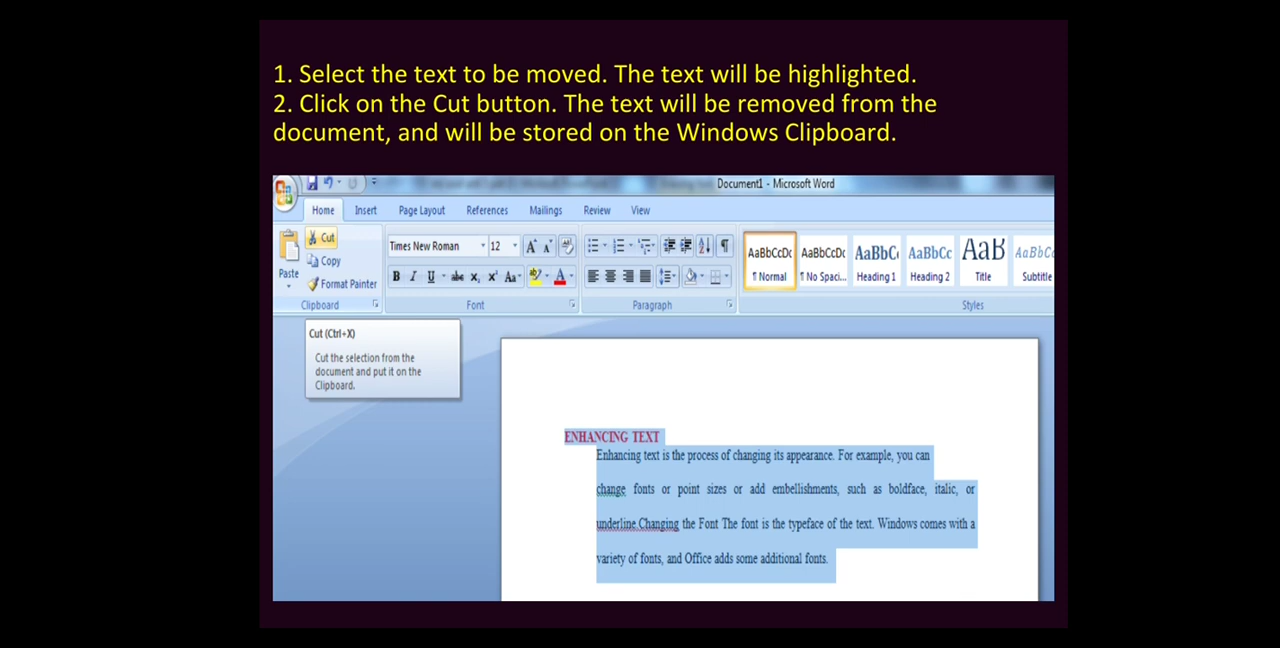 1. Select the text to be moved. The text will be highlighted.
2. Click on the Cut button. The text will be removed from the
document, and will be stored on the Windows Clipboard.
Document1 - Microsoft Word
Home Insert Page Layout References Mailings Review View
Cut
Copy
Format Painter
Paste
Clipboard
Times New Roman 12
B I U abc x₂ x² Aa
Font
Paragraph
AaBbCcDc AaBbCcDc AaBbC AaBbCc AaB AaBbCc
¶ Normal ¶ No Spaci... Heading 1 Heading 2 Title Subtitle
Styles
Cut (Ctrl+X)
Cut the selection from the
document and put it on the
Clipboard.
ENHANCING TEXT
Enhancing text is the process of changing its appearance. For example, you can
change fonts or point sizes or add embellishments, such as boldface, italic, or
underline.Changing the Font The font is the typeface of the text. Windows comes with a
variety of fonts, and Office adds some additional fonts.